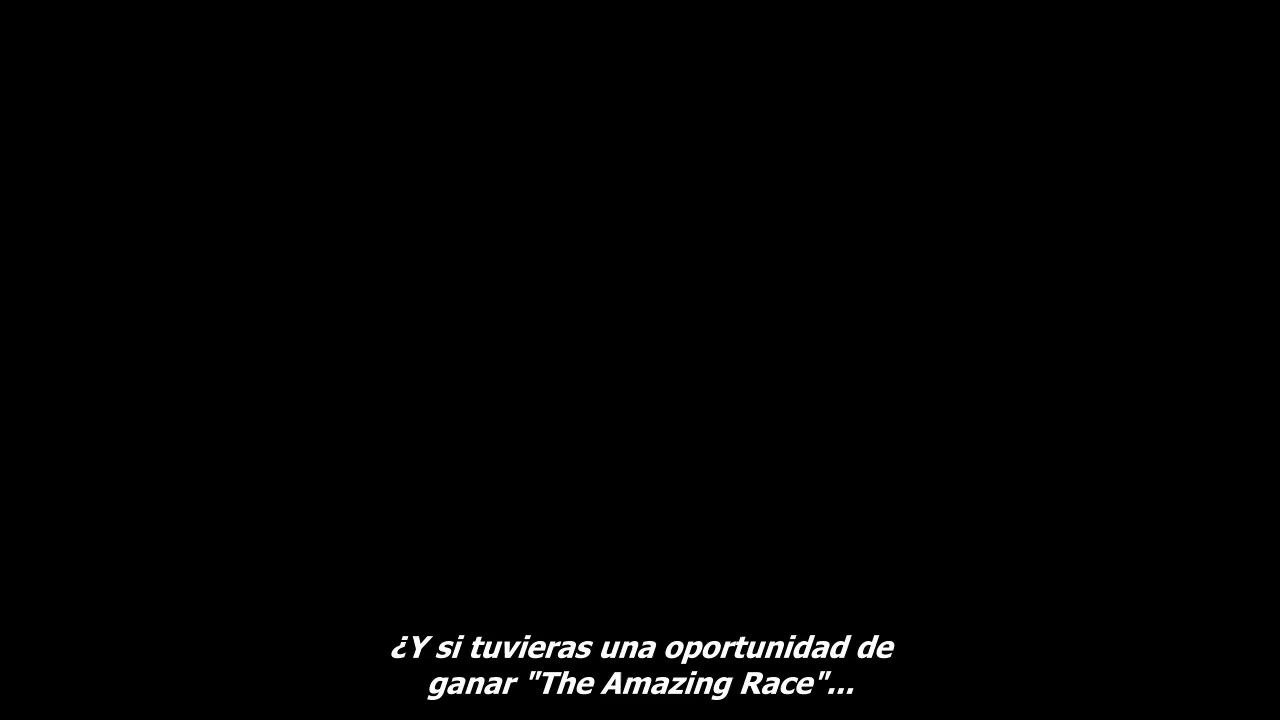 ¿Y si tuvieras una oportunidad de
ganar "The Amazing Race"...